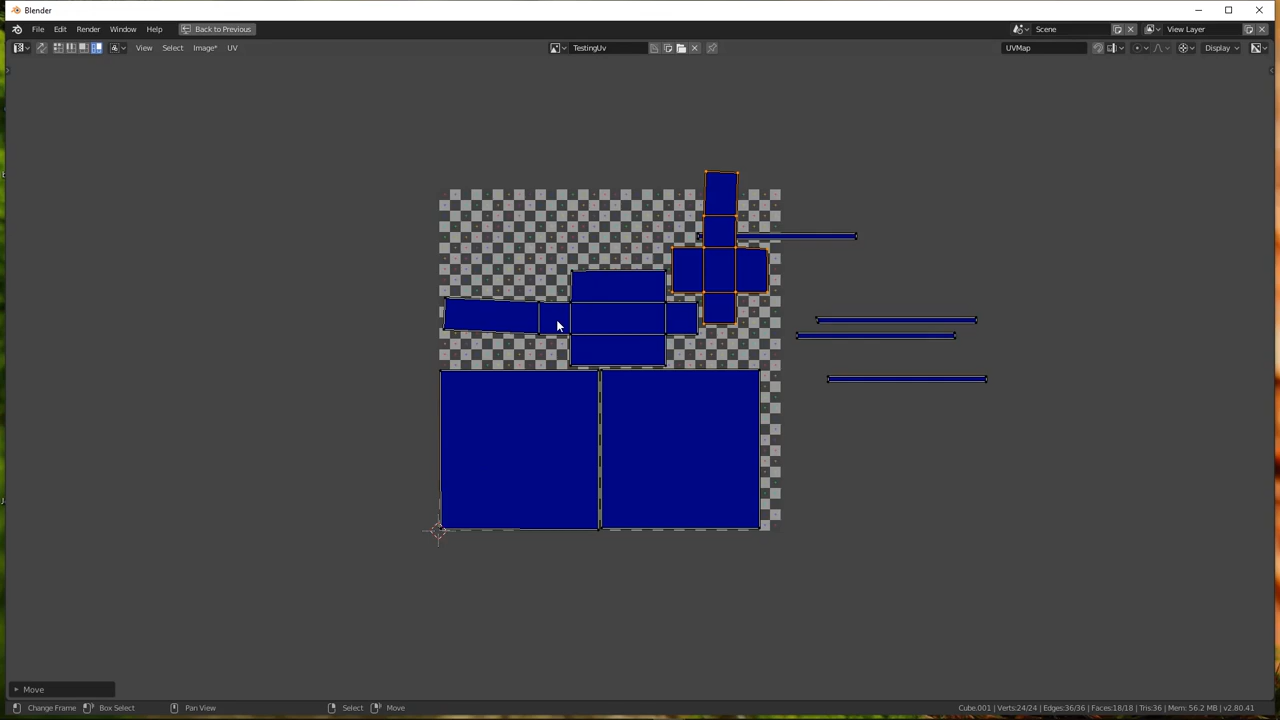 Blender
File Edit Render Window Help Back to Previous Scene View Layer
View Select Image* UV TestingUv UVMap Display
Move
Change Frame Box Select Pan View Select Move Cube.001 | Verts:24/24 | Edges:36/36 | Faces:18/18 | Tris:36 | Mem: 56.2 MB | v2.80.41